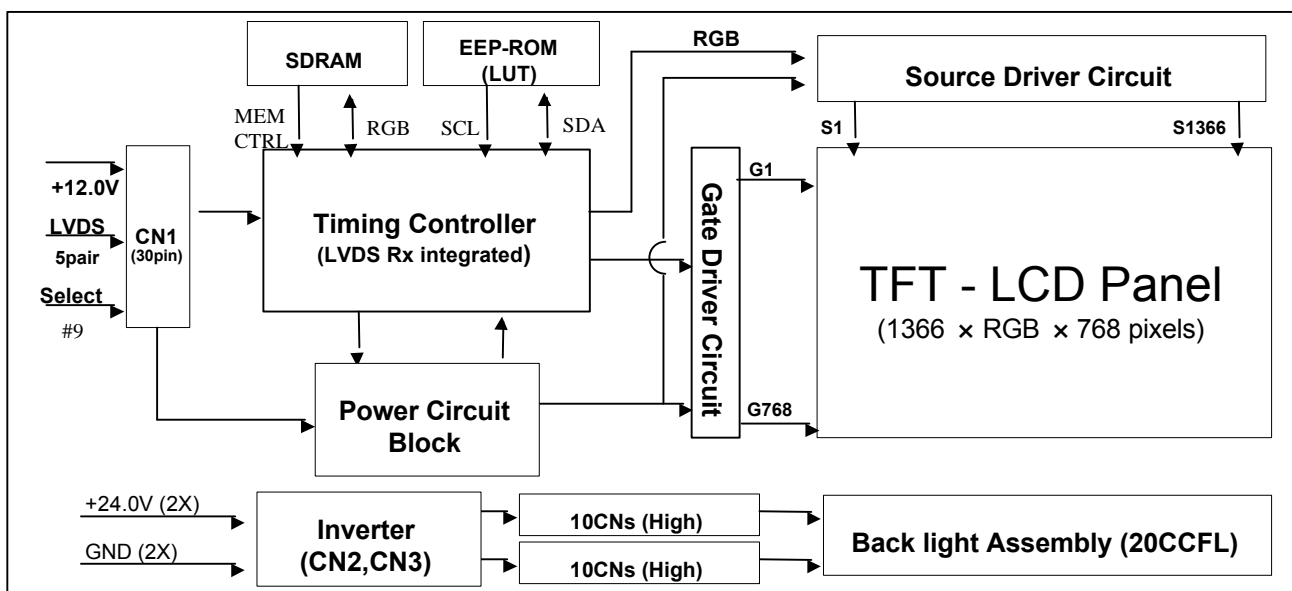 SDRAM
EEP-ROM
(LUT)
RGB
Source Driver Circuit
MEM
CTRL
RGB
SCL
SDA
S1
S1366
+12.0V
LVDS
5pair
Select
#9
CN1
(30pin)
Timing Controller
(LVDS Rx integrated)
Gate Driver Circuit
G1
G768
TFT - LCD Panel
(1366 × RGB × 768 pixels)
Power Circuit
Block
+24.0V (2X)
GND (2X)
Inverter
(CN2,CN3)
10CNs (High)
10CNs (High)
Back light Assembly (20CCFL)